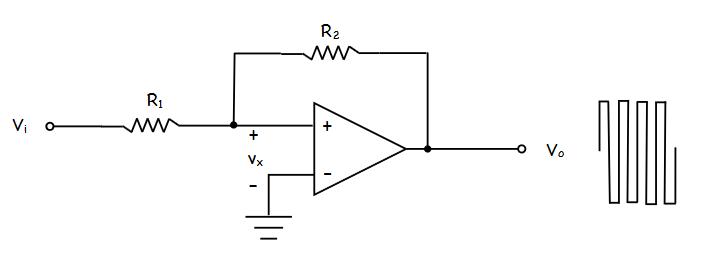 R₂
R₁
Vᵢ
+
+
vₓ
Vₒ
-
-